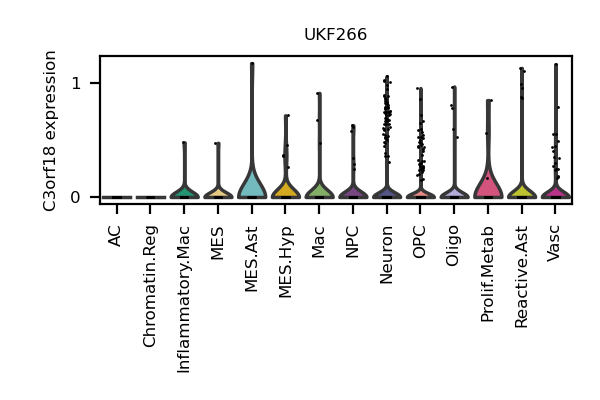 UKF266
C3orf18 expression
1
0
AC
Chromatin.Reg
Inflammatory.Mac
MES
MES.Ast
MES.Hyp
Mac
NPC
Neuron
OPC
Oligo
Prolif.Metab
Reactive.Ast
Vasc